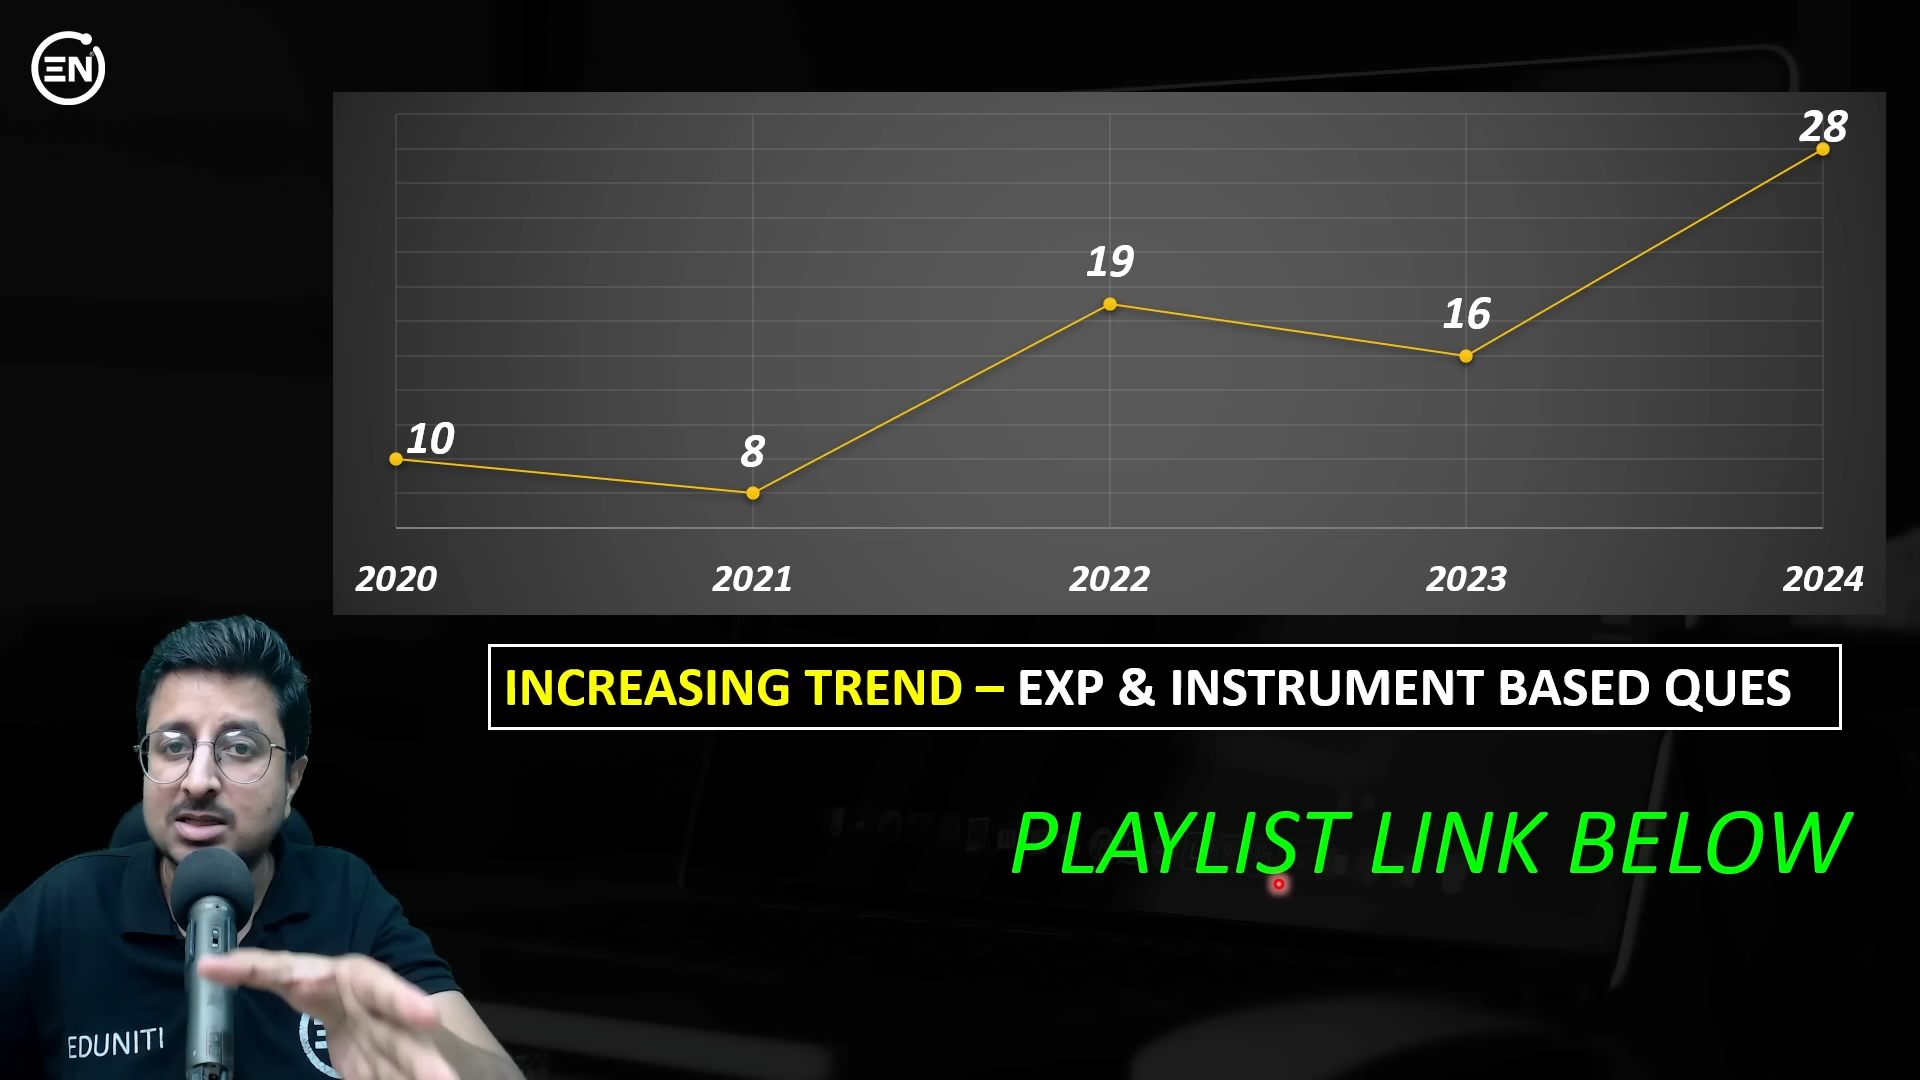 EN
28
19
16
10
8
2020 2021 2022 2023 2024
INCREASING TREND – EXP & INSTRUMENT BASED QUES
PLAYLIST LINK BELOW
EDUNITI